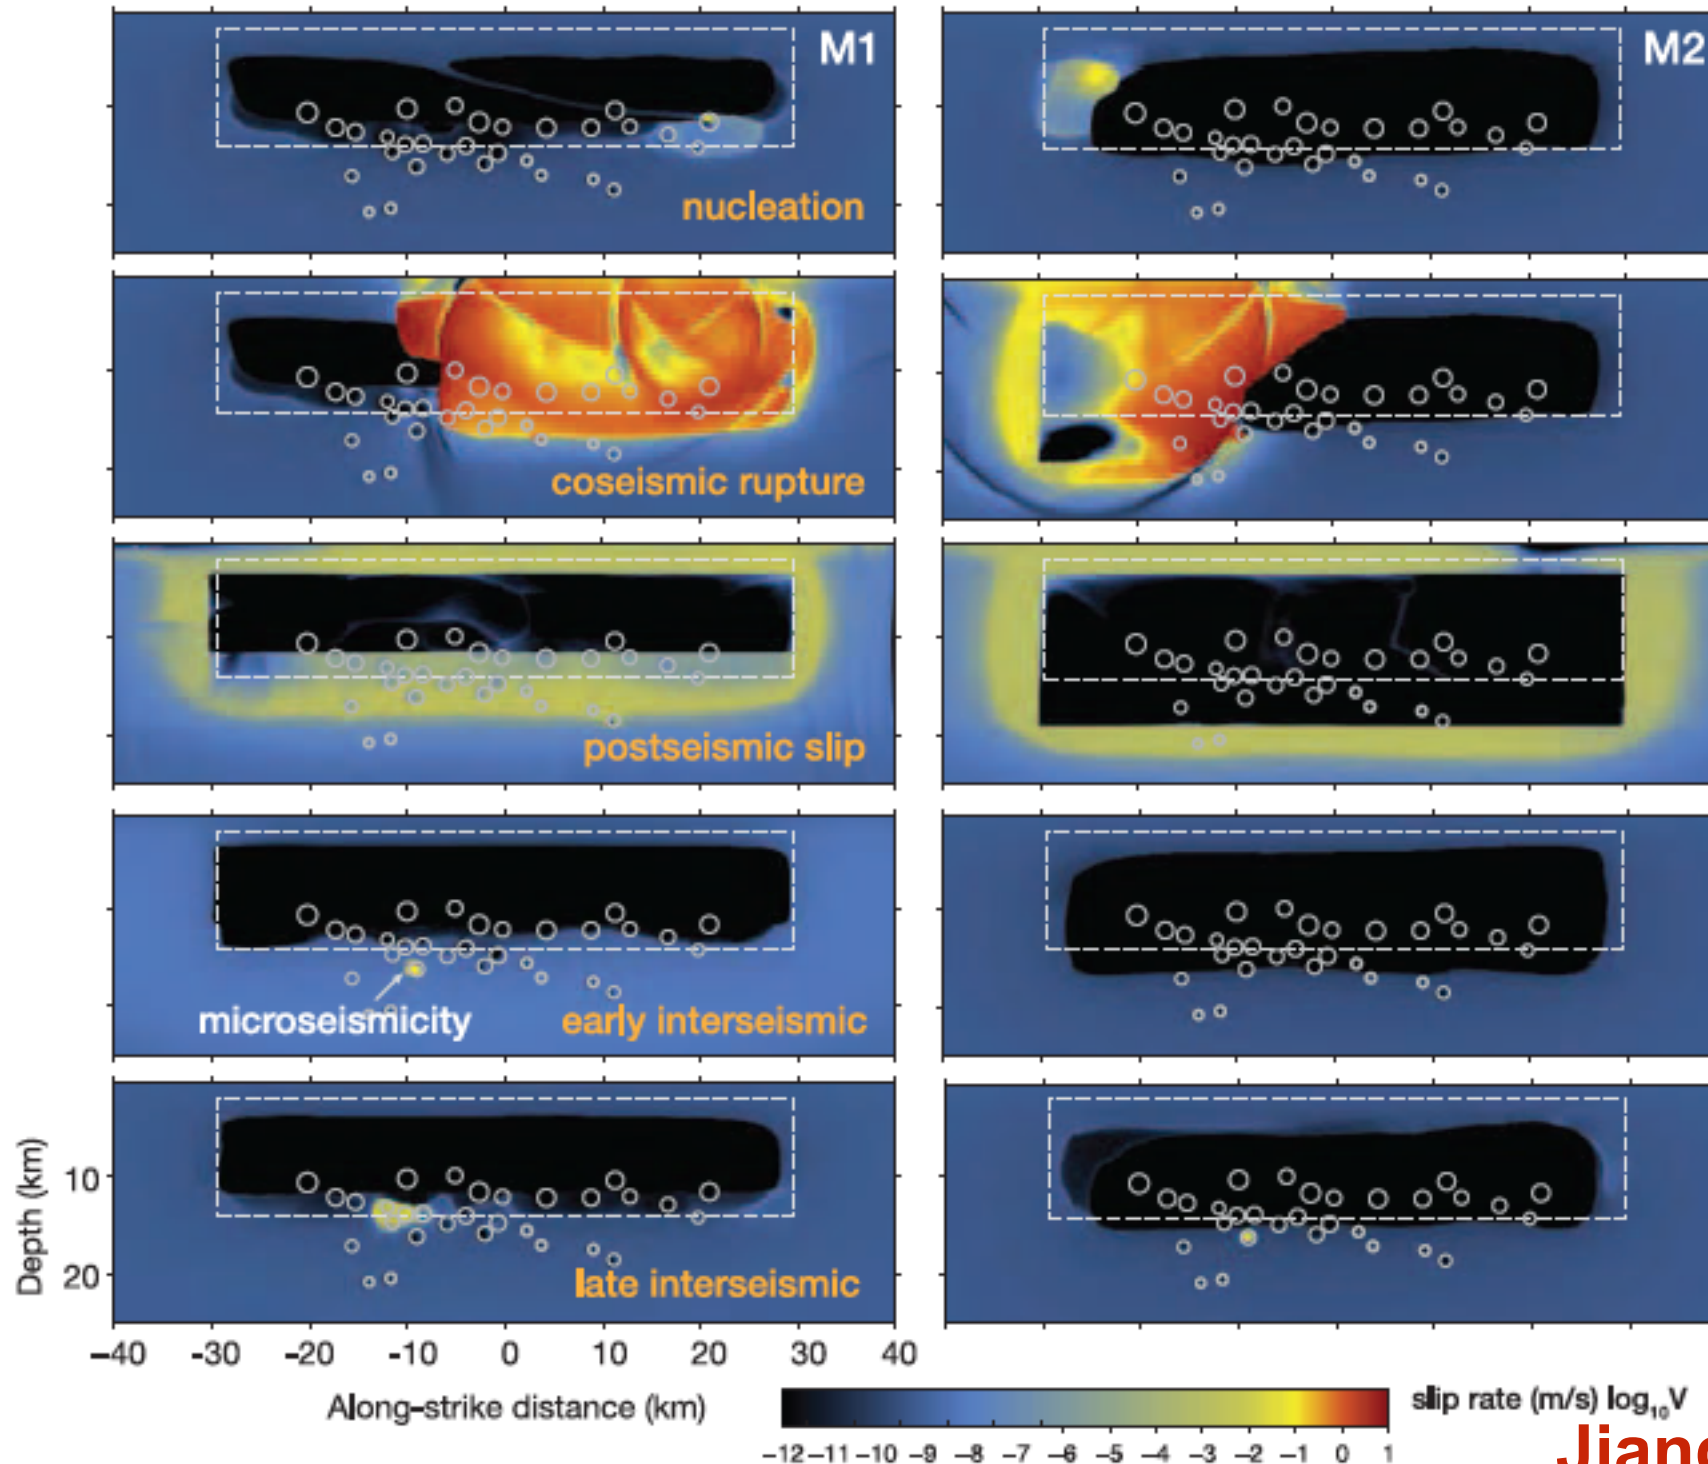 M1
M2
nucleation
coseismic rupture
postseismic slip
microseismicity
early interseismic
late interseismic
Depth (km)
10
20
−40 -30 -20 -10 0 10 20 30 40
Along-strike distance (km)
slip rate (m/s) log₁₀V
−12 −11 −10 −9 −8 −7 −6 −5 −4 −3 −2 −1 0 1